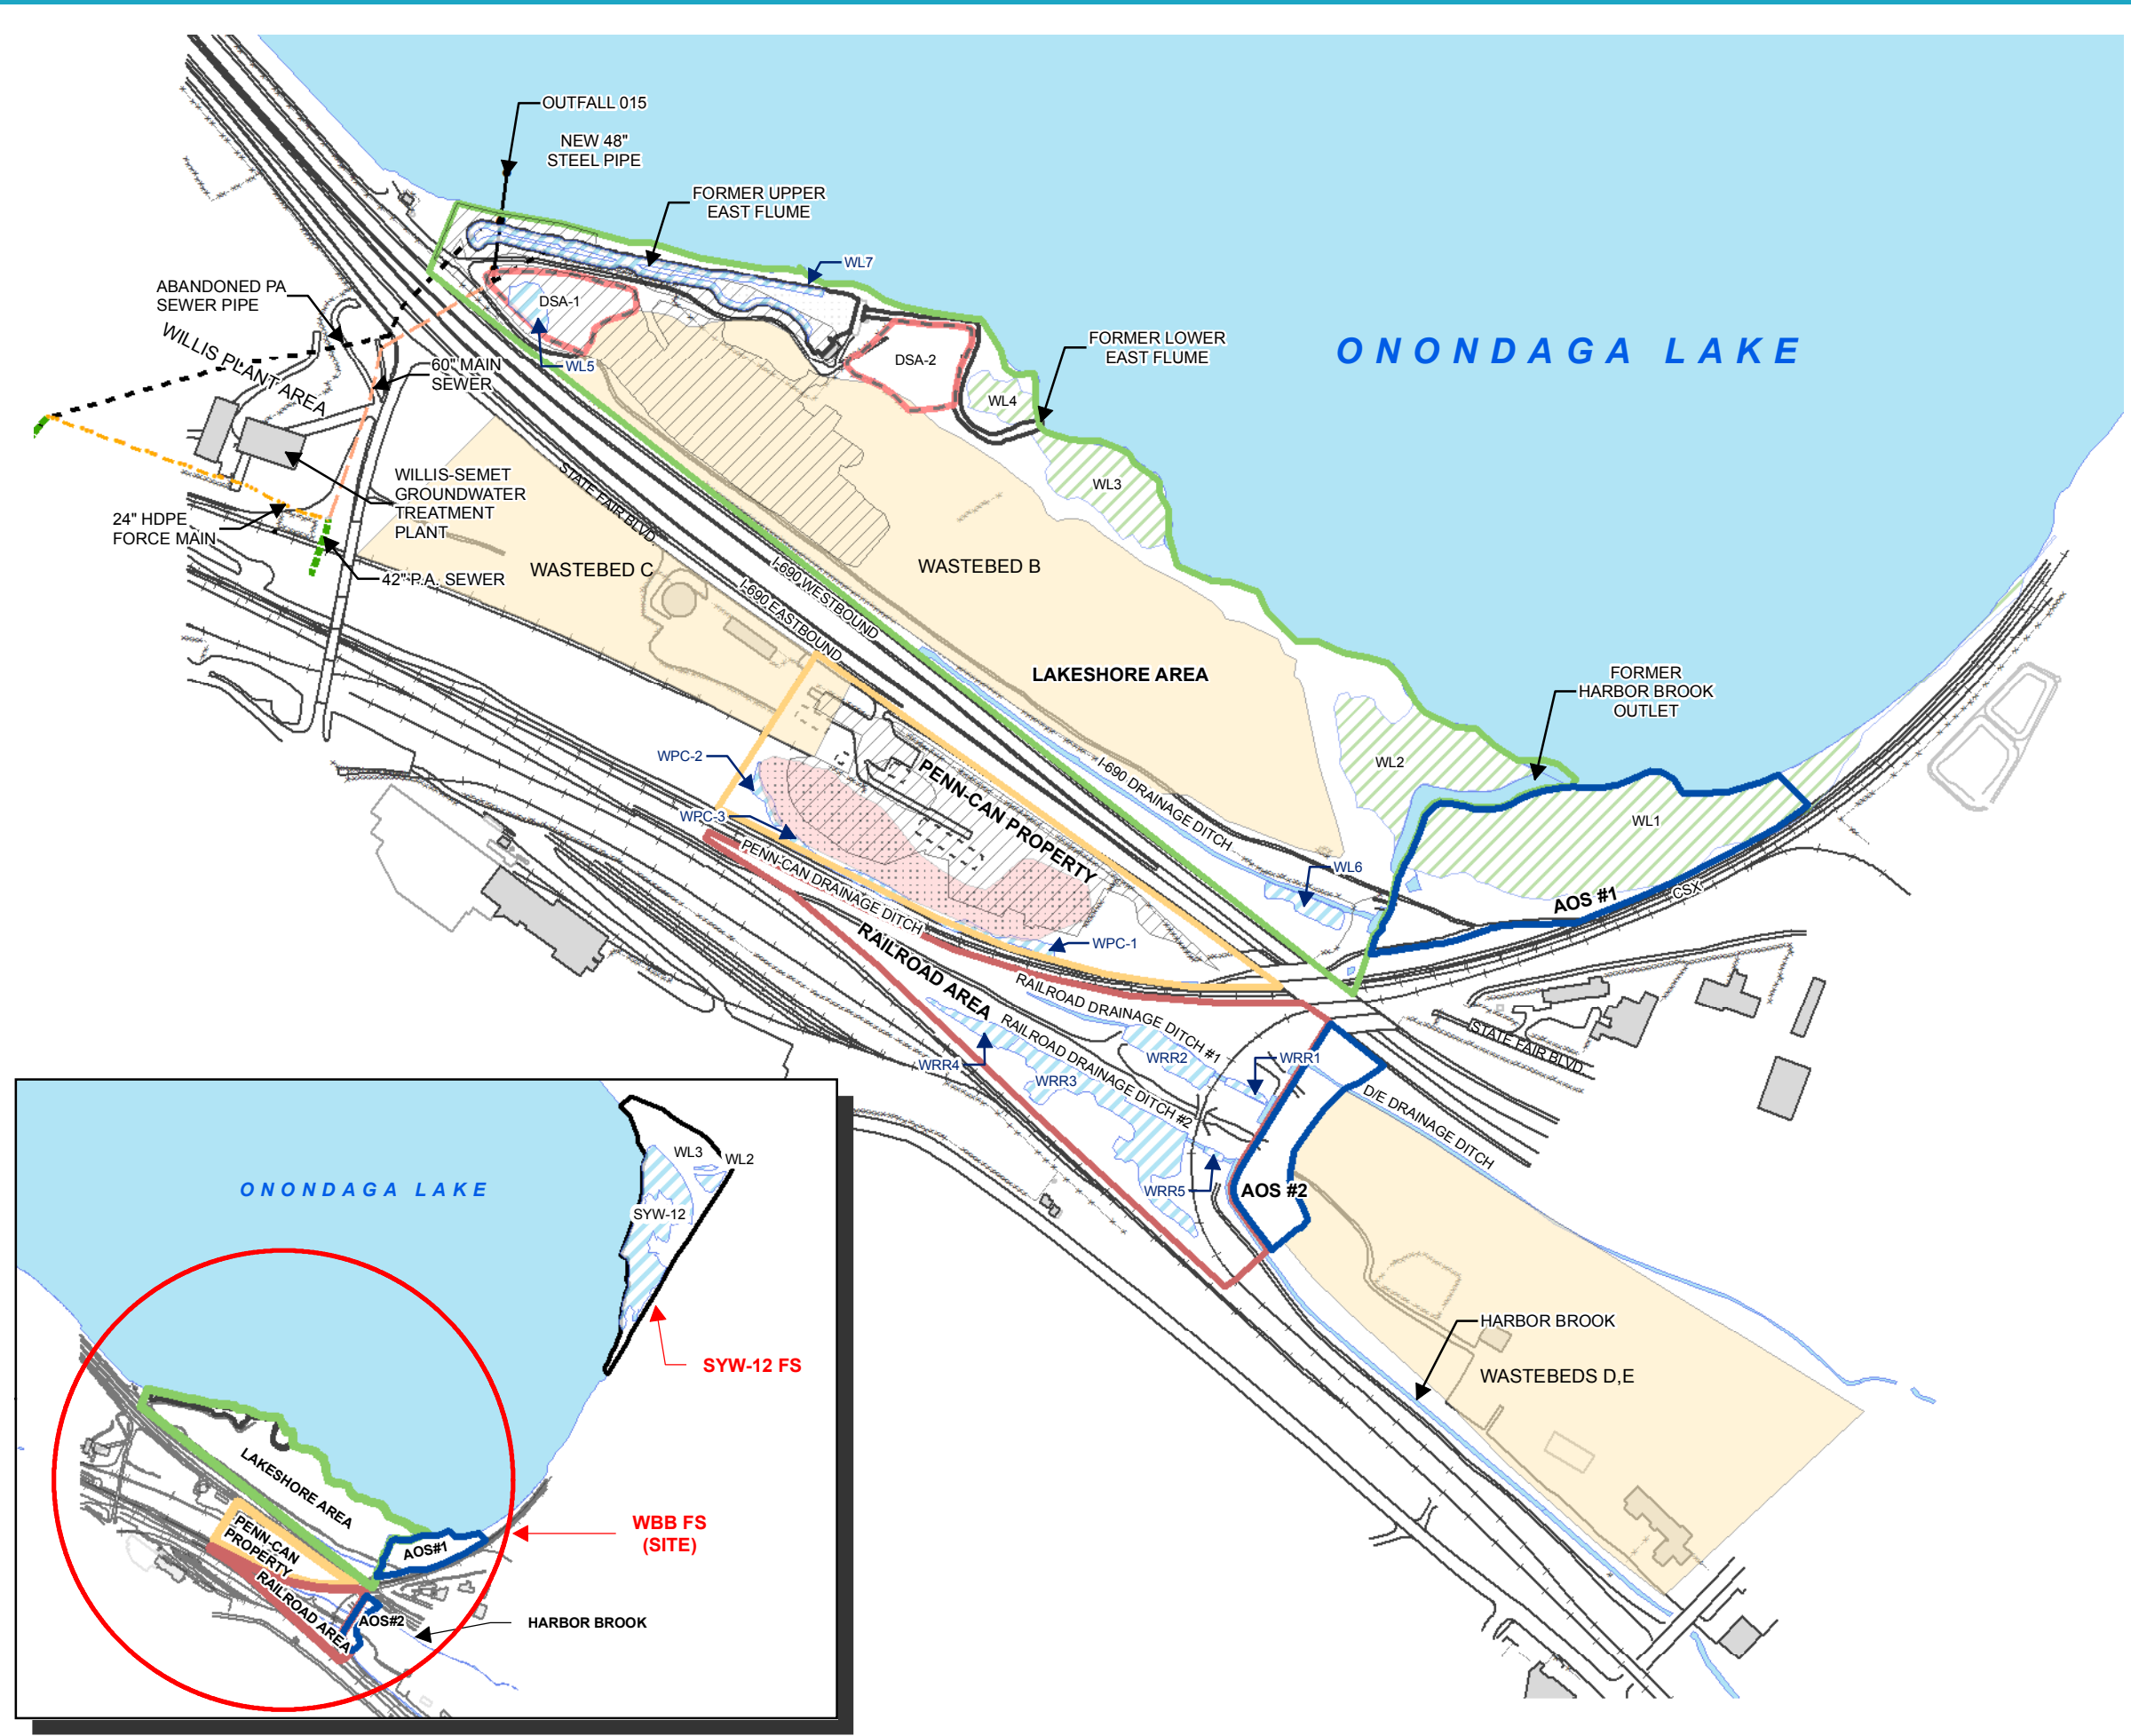 OUTFALL 015
NEW 48"
STEEL PIPE
FORMER UPPER
EAST FLUME
WL7
ABANDONED PA
SEWER PIPE
DSA-1
WILLIS PLANT AREA
60" MAIN
SEWER
WL5
DSA-2
FORMER LOWER
EAST FLUME
ONONDAGA LAKE
WL4
WL3
WILLIS-SEMET
GROUNDWATER
TREATMENT
PLANT
24" HDPE
FORCE MAIN
42" P.A. SEWER
STATE FAIR BLVD.
WASTEBED C
WASTEBED B
I-690 WESTBOUND
I-690 EASTBOUND
LAKESHORE AREA
FORMER
HARBOR BROOK
OUTLET
WPC-2
WL2
I-690 DRAINAGE DITCH
PENN-CAN PROPERTY
WPC-3
WL1
PENN-CAN DRAINAGE DITCH
WL6
AOS #1
CSX
WPC-1
RAILROAD AREA
RAILROAD DRAINAGE DITCH #1
RAILROAD DRAINAGE DITCH #2
STATE FAIR BLVD
WRR4
WRR2
WRR1
WRR3
D/E DRAINAGE DITCH
WRR5
AOS #2
HARBOR BROOK
WASTEBEDS D,E
WL3
WL2
ONONDAGA LAKE
SYW-12
SYW-12 FS
LAKESHORE AREA
WBB FS
(SITE)
PENN-CAN
PROPERTY
AOS#1
RAILROAD AREA
AOS#2
HARBOR BROOK